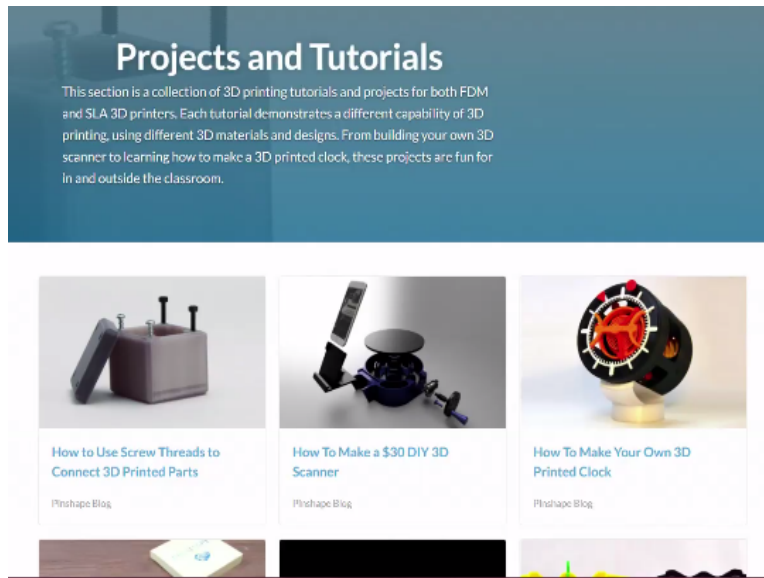 Projects and Tutorials
This section is a collection of 3D printing tutorials and projects for both FDM
and SLA 3D printers. Each tutorial demonstrates a different capability of 3D
printing, using different 3D materials and designs. From building your own 3D
scanner to learning how to make a 3D printed clock, these projects are fun for
in and outside the classroom.
How to Use Screw Threads to
Connect 3D Printed Parts
Pinshape Blog
How To Make a $30 DIY 3D
Scanner
Pinshape Blog
How To Make Your Own 3D
Printed Clock
Pinshape Blog